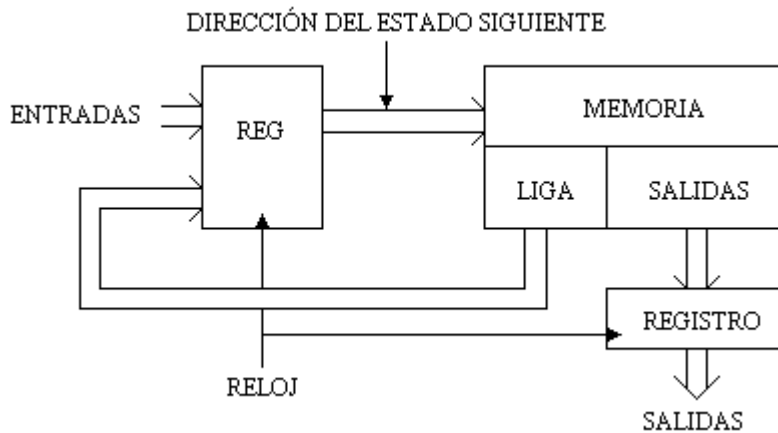 DIRECCIÓN DEL ESTADO SIGUIENTE
ENTRADAS
REG
MEMORIA
LIGA
SALIDAS
REGISTRO
RELOJ
SALIDAS